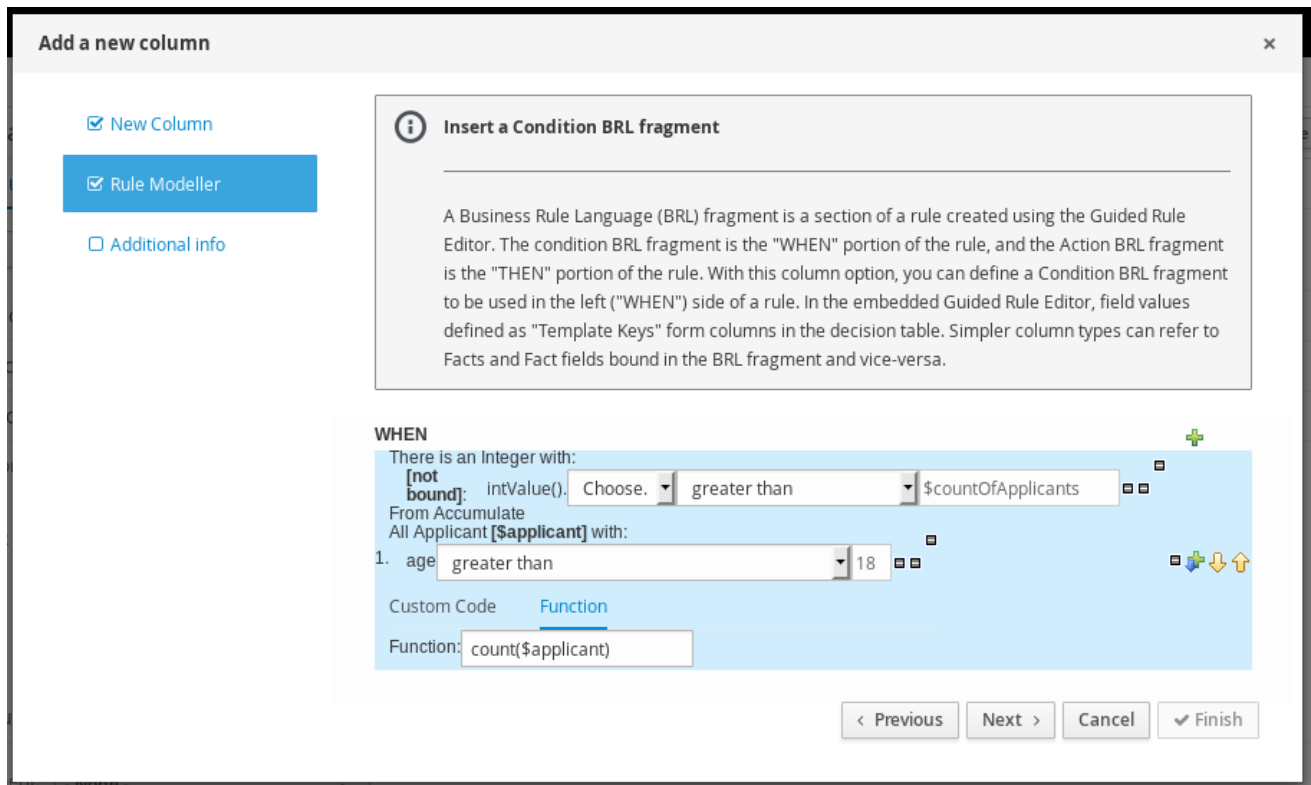 Add a new column ×
New Column
Rule Modeller
Additional info
Insert a Condition BRL fragment
A Business Rule Language (BRL) fragment is a section of a rule created using the Guided Rule
Editor. The condition BRL fragment is the "WHEN" portion of the rule, and the Action BRL fragment
is the "THEN" portion of the rule. With this column option, you can define a Condition BRL fragment
to be used in the left ("WHEN") side of a rule. In the embedded Guided Rule Editor, field values
defined as "Template Keys" form columns in the decision table. Simpler column types can refer to
Facts and Fact fields bound in the BRL fragment and vice-versa.
WHEN
There is an Integer with:
[not
bound]: intValue(). Choose. greater than $countOfApplicants
From Accumulate
All Applicant [$applicant] with:
1. age greater than 18
Custom Code Function
Function: count($applicant)
< Previous Next > Cancel Finish